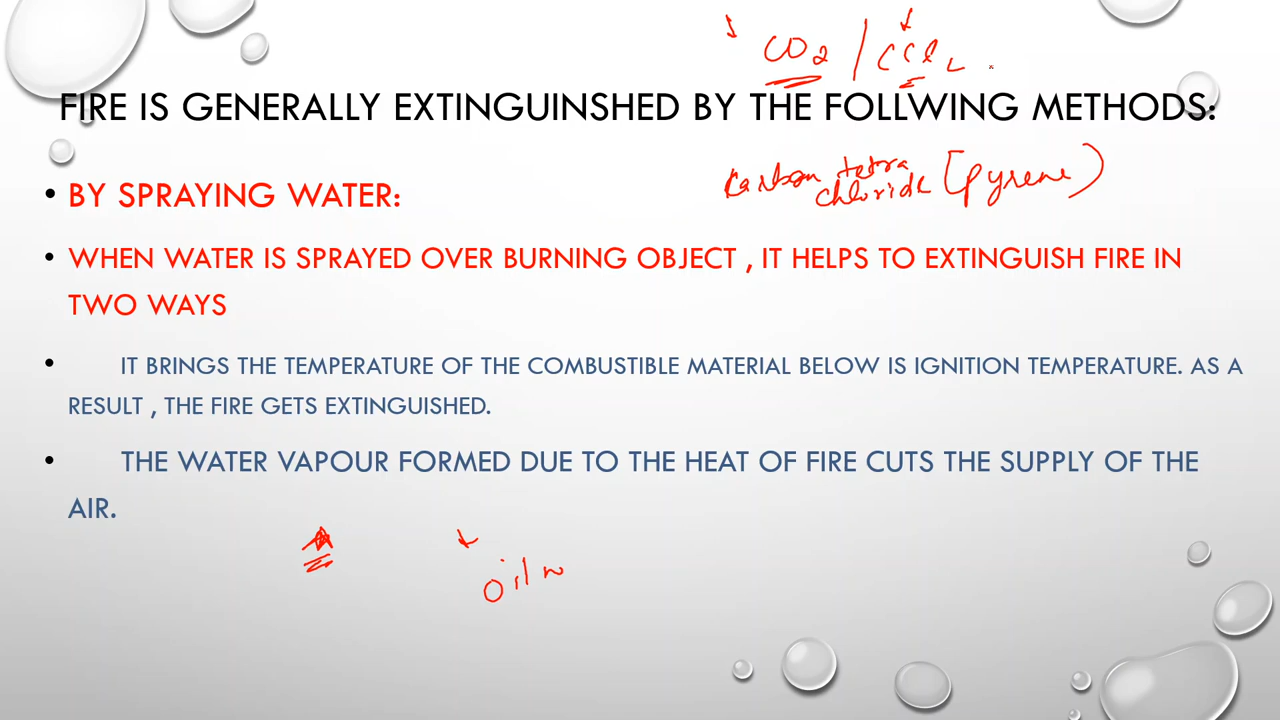 CO2 / CCl
FIRE IS GENERALLY EXTINGUINSHED BY THE FOLLWING METHODS:
carbon tetra
chloride (pyrene)
• BY SPRAYING WATER:
• WHEN WATER IS SPRAYED OVER BURNING OBJECT , IT HELPS TO EXTINGUISH FIRE IN
TWO WAYS
• IT BRINGS THE TEMPERATURE OF THE COMBUSTIBLE MATERIAL BELOW IS IGNITION TEMPERATURE. AS A
RESULT , THE FIRE GETS EXTINGUISHED.
• THE WATER VAPOUR FORMED DUE TO THE HEAT OF FIRE CUTS THE SUPPLY OF THE
AIR.
Oil